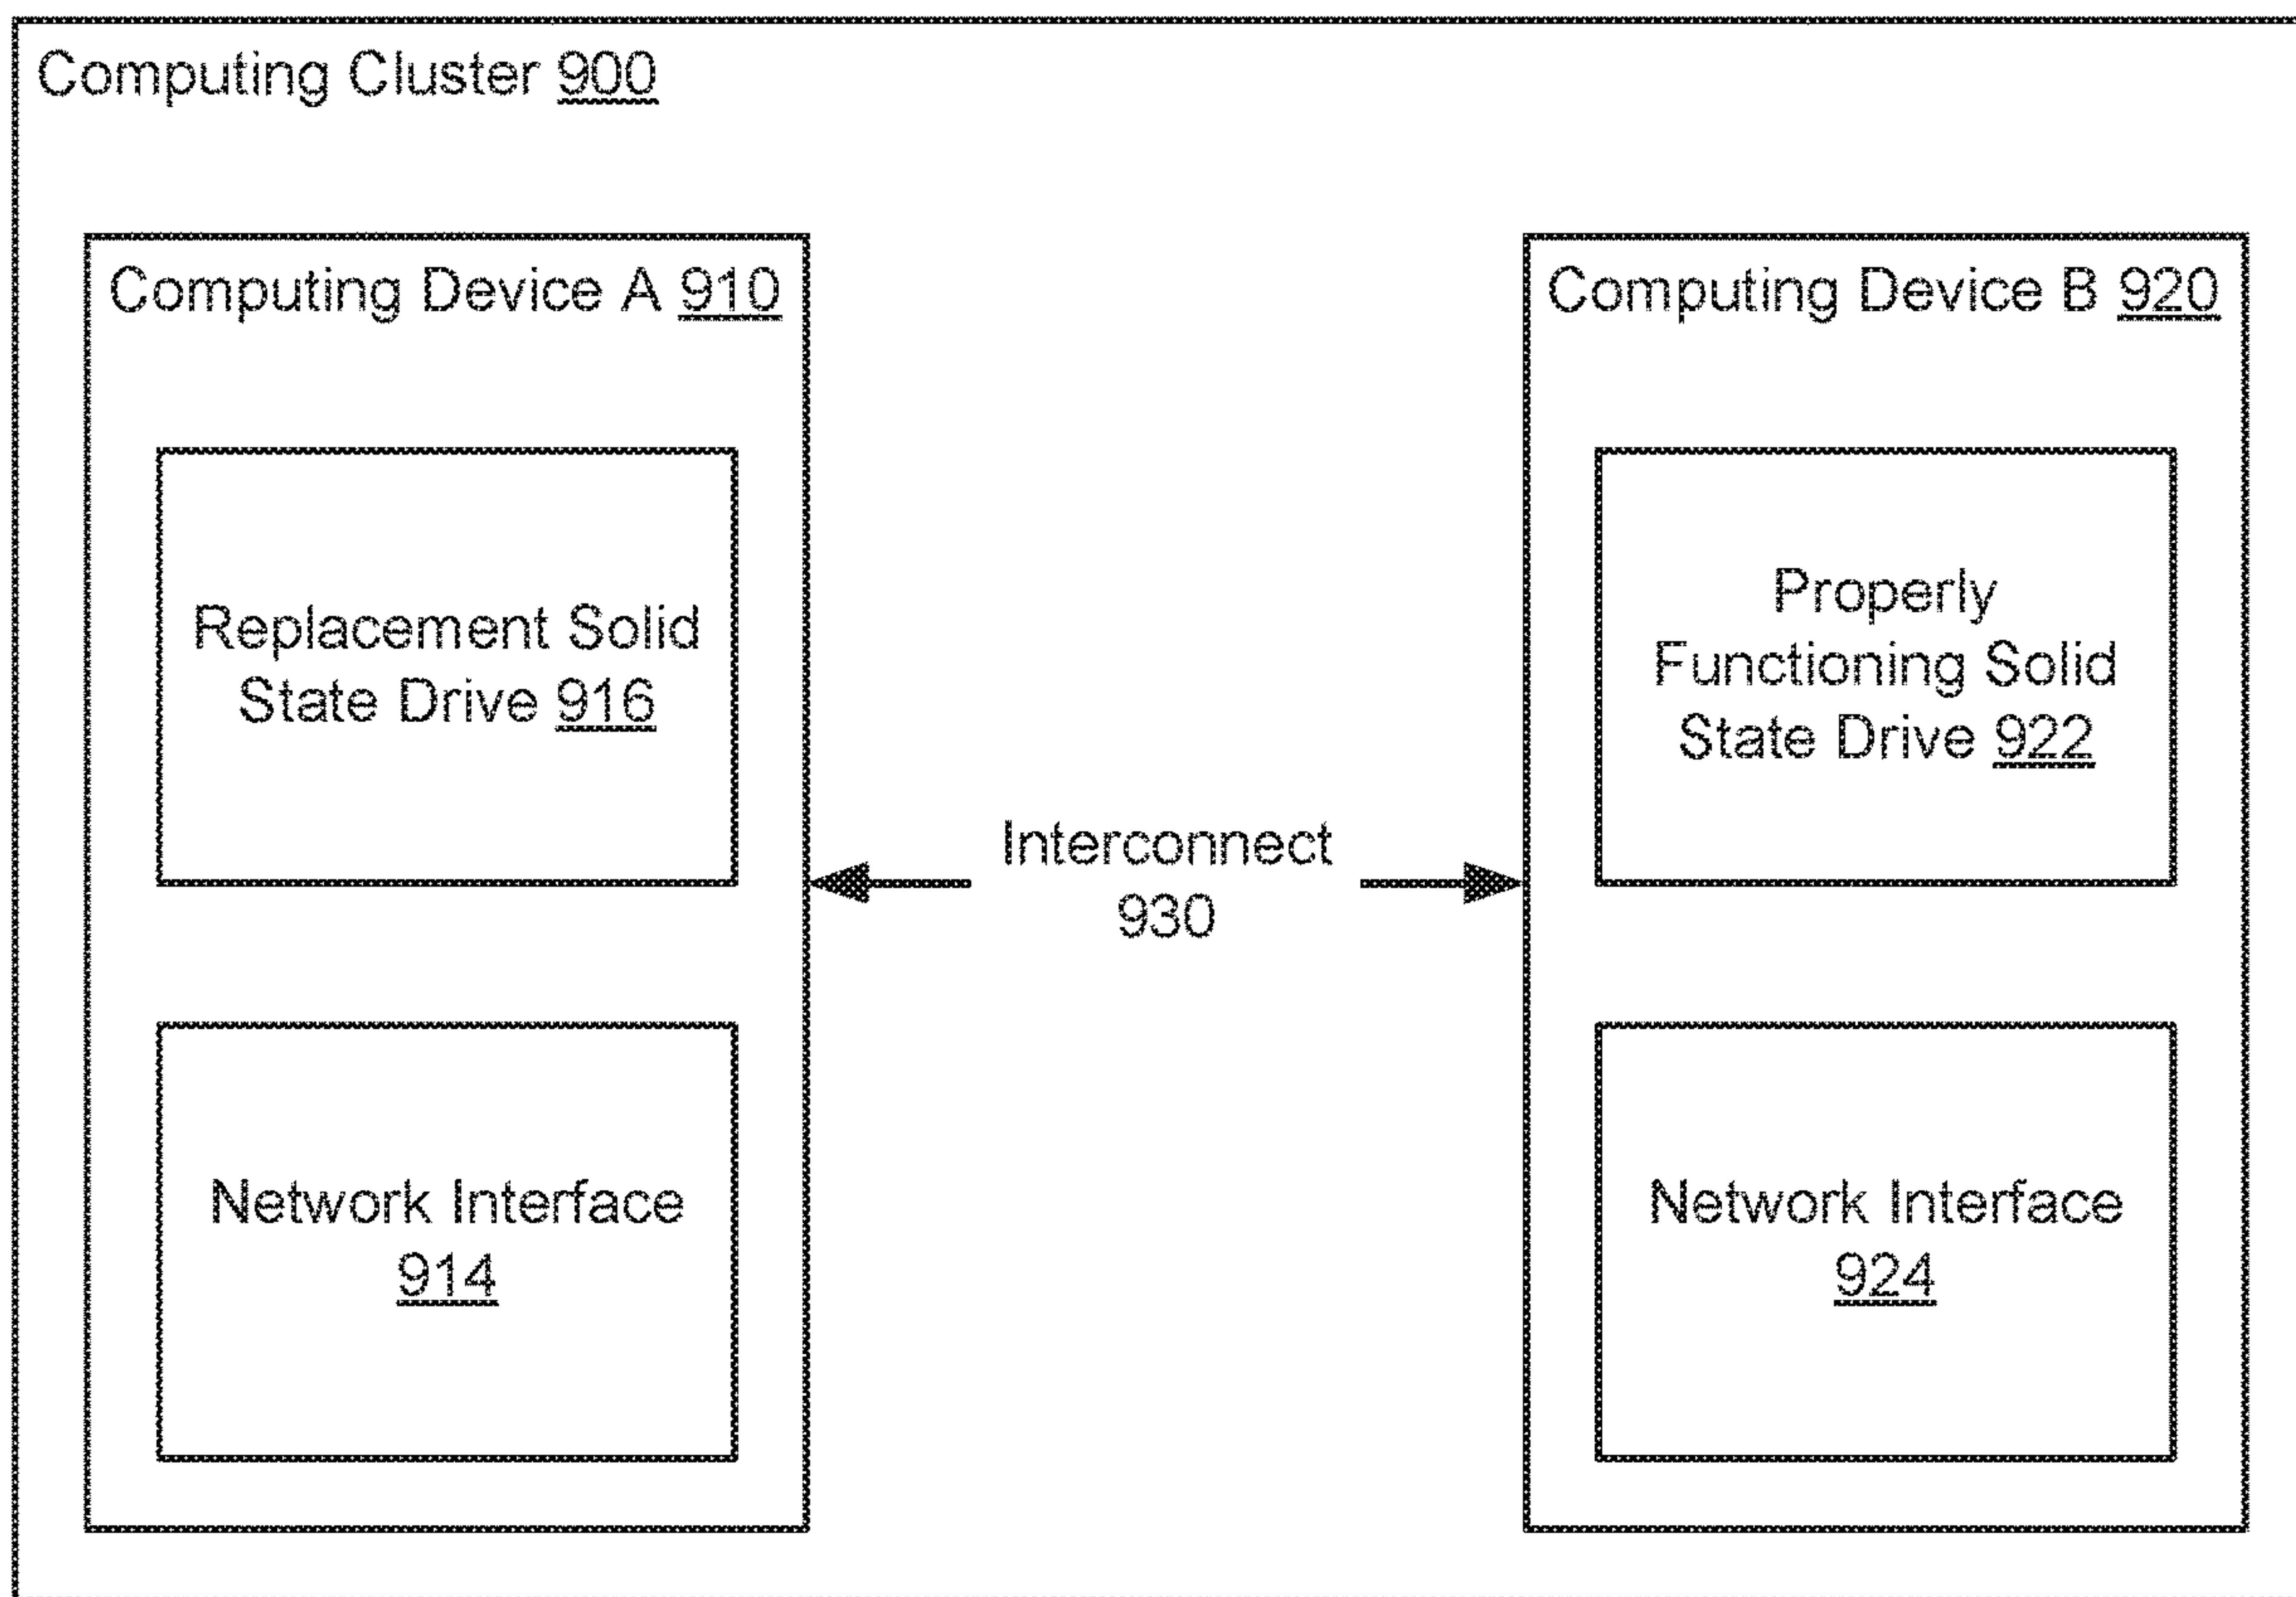 Computing Cluster 900
Computing Device A 910
Replacement Solid
State Drive 916
Network Interface
914
Interconnect
930
Computing Device B 920
Properly
Functioning Solid
State Drive 922
Network Interface
924